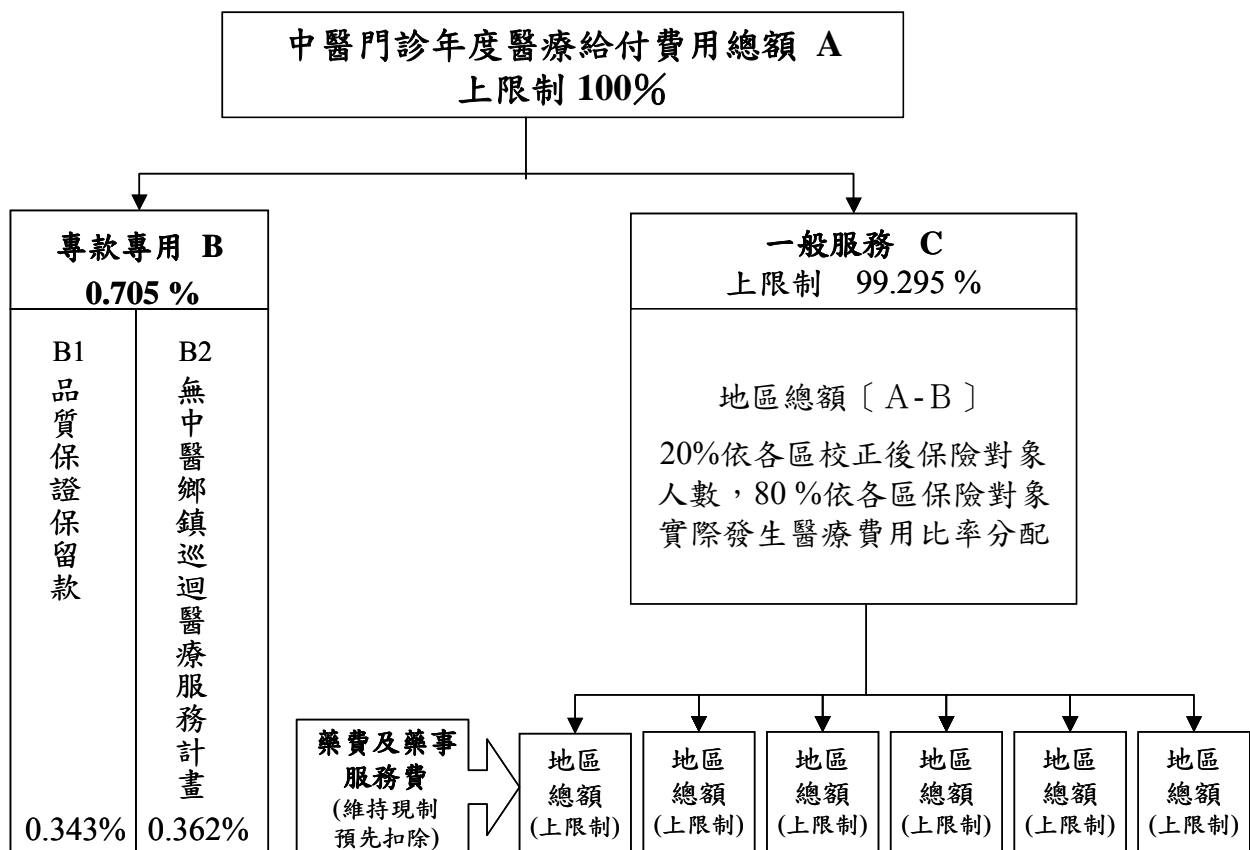 中醫門診年度醫療給付費用總額 A
上限制 100%
專款專用 B
0.705 %
B1
品質保證保留款
0.343%
B2
無中醫鄉鎮巡迴醫療服務計畫
0.362%
一般服務 C
上限制 99.295 %
地區總額〔A-B〕
20%依各區校正後保險對象
人數，80 %依各區保險對象
實際發生醫療費用比率分配
藥費及藥事
服務費
(維持現制
預先扣除)
地區
總額
(上限制)
地區
總額
(上限制)
地區
總額
(上限制)
地區
總額
(上限制)
地區
總額
(上限制)
地區
總額
(上限制)